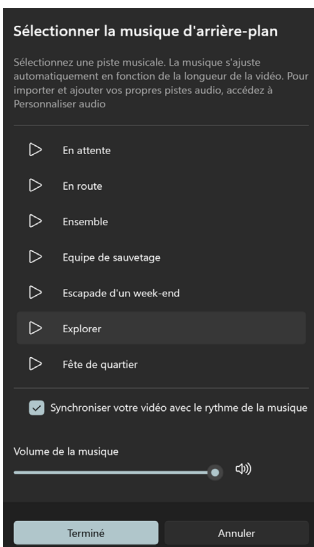 Sélectionner la musique d'arrière-plan
Sélectionnez une piste musicale. La musique s'ajuste
automatiquement en fonction de la longueur de la vidéo. Pour
importer et ajouter vos propres pistes audio, accédez à
Personnaliser audio
En attente
En route
Ensemble
Equipe de sauvetage
Escapade d'un week-end
Explorer
Fête de quartier
Synchroniser votre vidéo avec le rythme de la musique
Volume de la musique
Terminé
Annuler